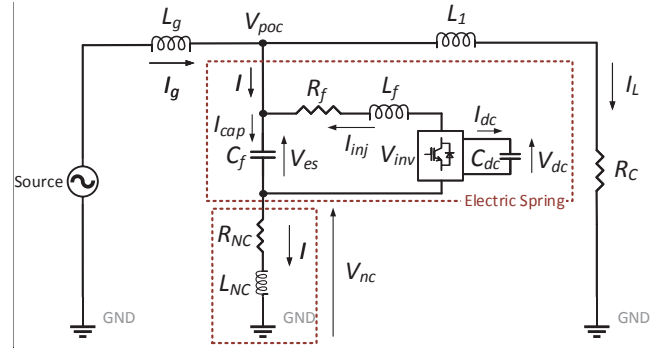 L_g
V_poc
L_1
I_g
I
R_f
L_f
I_dc
I_L
I_cap
C_f
V_es
I_inj
V_inv
C_dc
V_dc
R_C
Source
Electric Spring
R_NC
I
L_NC
V_nc
GND
GND
GND